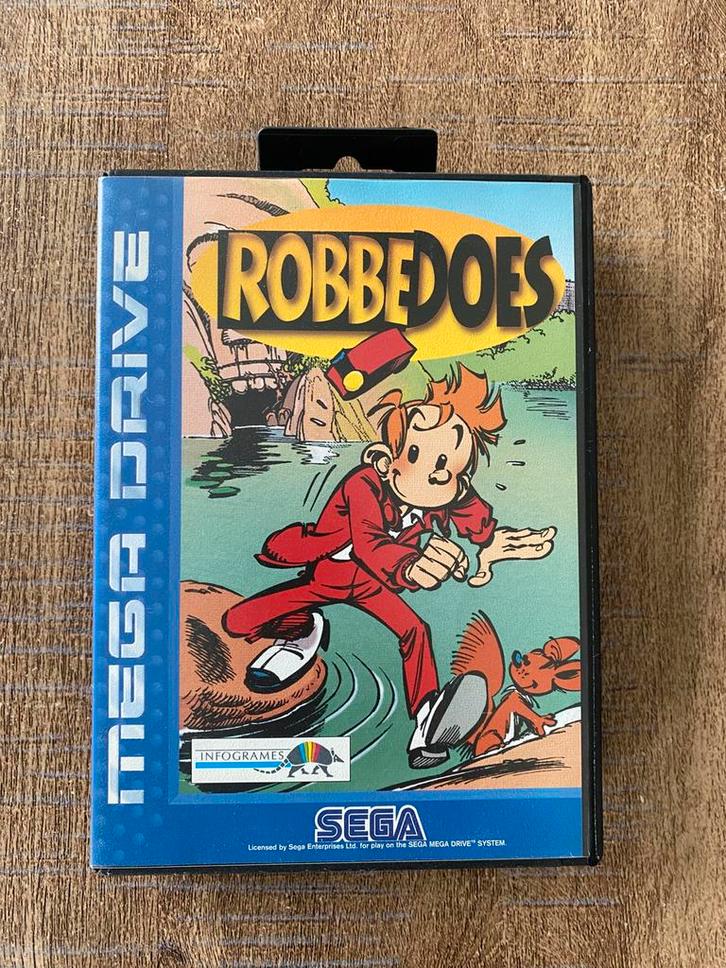 MEGA DRIVE
ROBBEDOES
INFOGRAMES
SEGA
Licensed by Sega Enterprises Ltd. for play on the SEGA MEGA DRIVE™ SYSTEM.